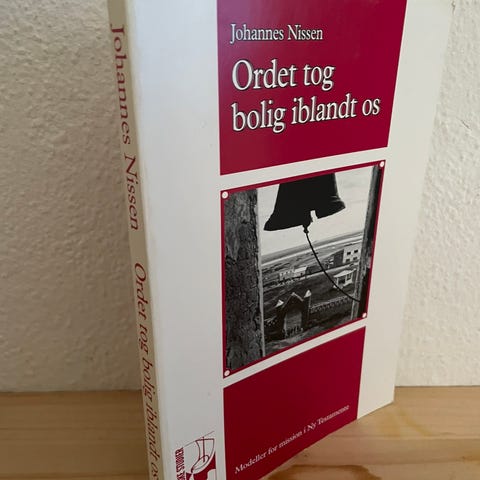 Johannes Nissen
Ordet tog
bolig iblandt os
Modeller for mission i Ny Testamente
Johannes Nissen Ordet tog bolig iblandt os